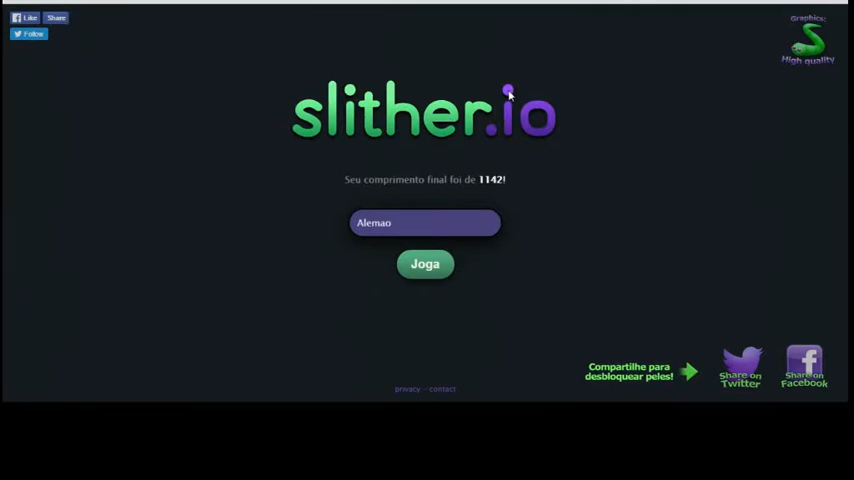 Like Share
Follow
Graphics:
High quality
slither.io
Seu comprimento final foi de 1142!
Alemao
Joga
Compartilhe para
desbloquear peles!
Share on
Twitter
Share on
Facebook
privacy · contact